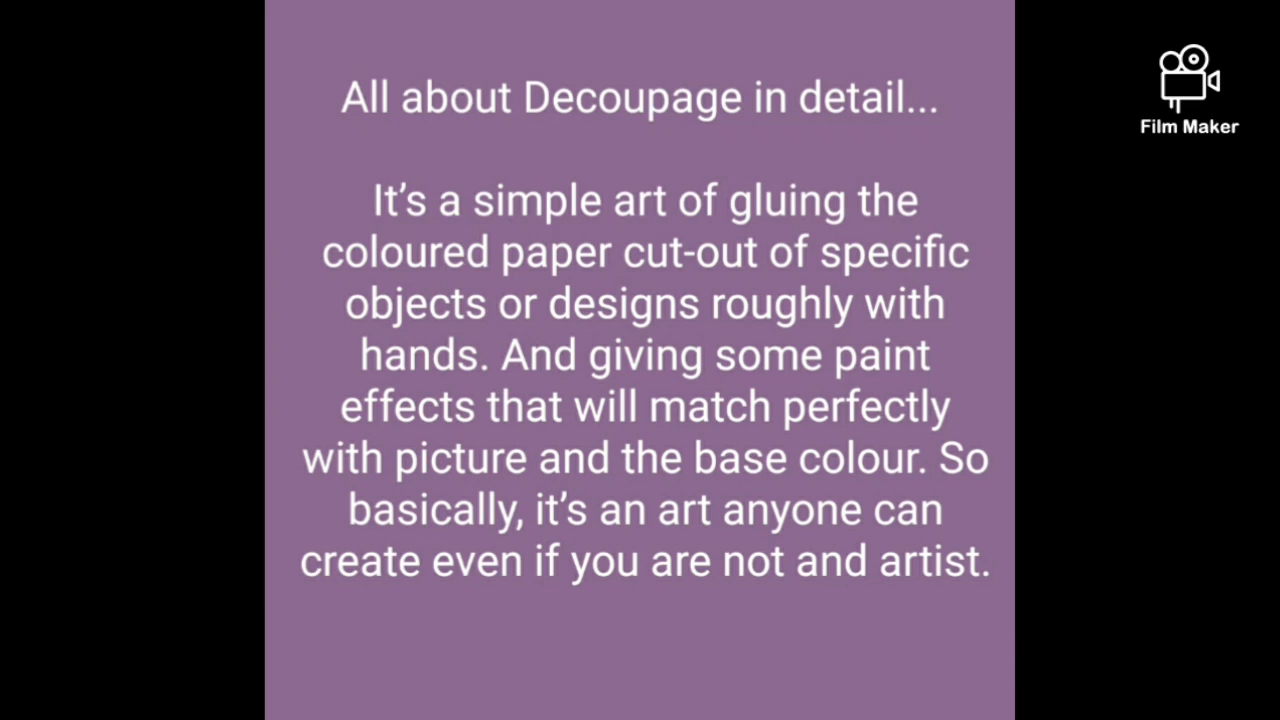 All about Decoupage in detail...
It’s a simple art of gluing the
coloured paper cut-out of specific
objects or designs roughly with
hands. And giving some paint
effects that will match perfectly
with picture and the base colour. So
basically, it’s an art anyone can
create even if you are not and artist.
Film Maker